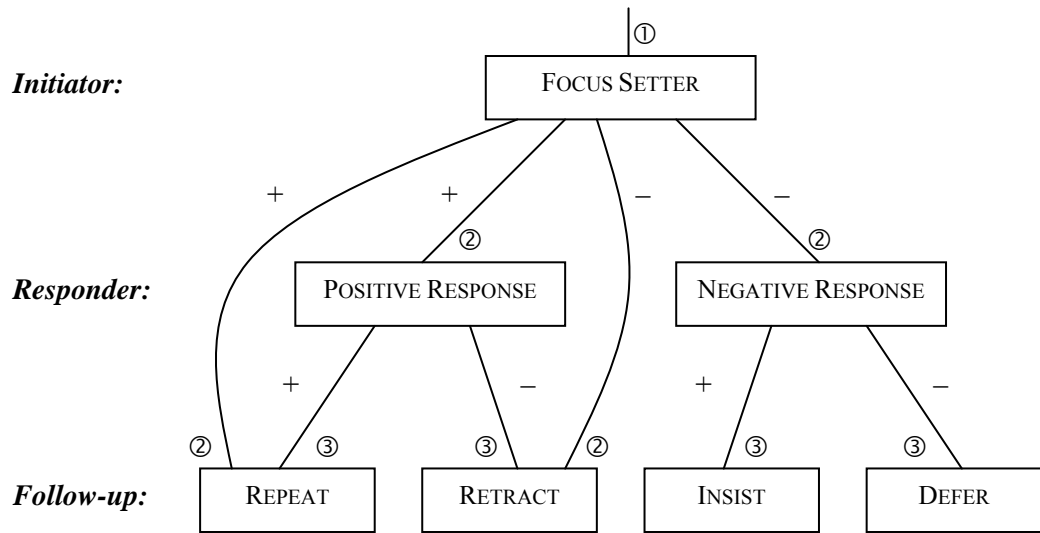 ①
Initiator: FOCUS SETTER
+ + – –
② ②
Responder: POSITIVE RESPONSE NEGATIVE RESPONSE
+ – + –
② ③ ③ ② ③ ③
Follow-up: REPEAT RETRACT INSIST DEFER